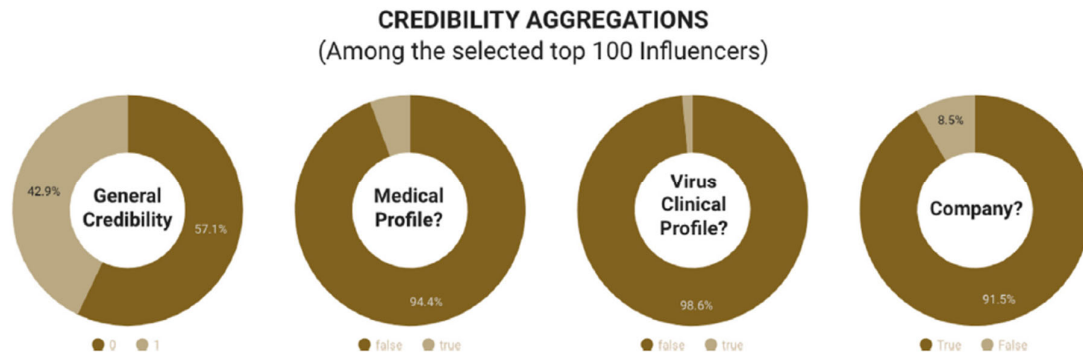 CREDIBILITY AGGREGATIONS
(Among the selected top 100 Influencers)
42.9%
General
Credibility
57.1%
0 1
Medical
Profile?
94.4%
false true
Virus
Clinical
Profile?
98.6%
false true
8.5%
Company?
91.5%
True False